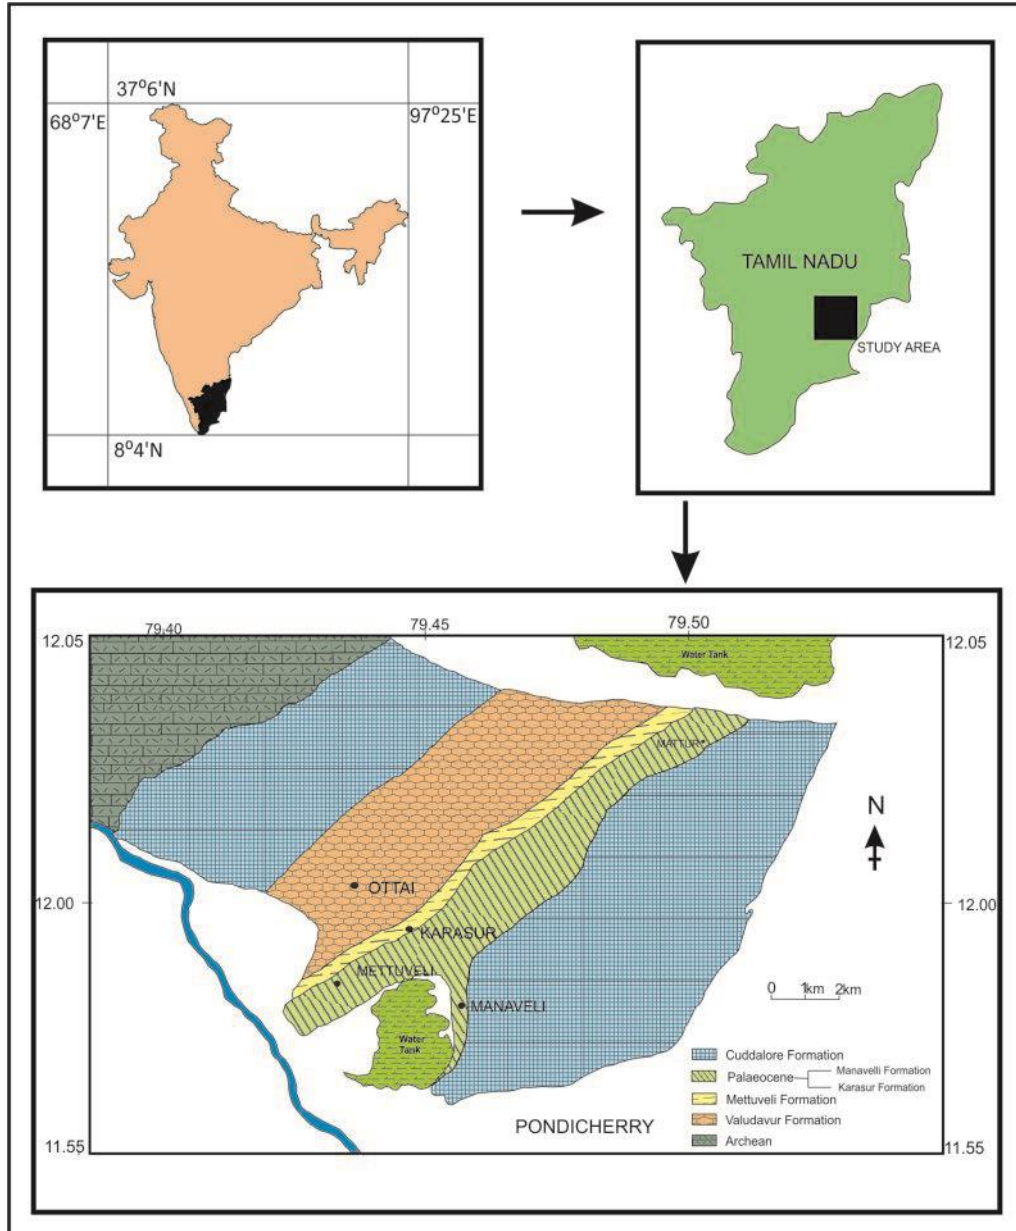 37°6'N
68°7'E
97°25'E
8°4'N
TAMIL NADU
STUDY AREA
79.40
79.45
79.50
12.05
12.05
Water Tank
MATTUR
N
OTTAI
12.00
12.00
KARASUR
METTUVELI
MANAVELI
0 1km 2km
Water
Tank
Cuddalore Formation
Palaeocene
Manavelli Formation
Karasur Formation
Mettuveli Formation
Valudavur Formation
Archean
PONDICHERRY
11.55
11.55